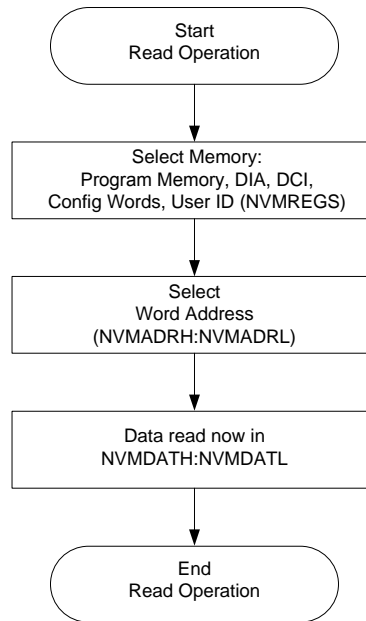 Start
Read Operation
Select Memory:
Program Memory, DIA, DCI,
Config Words, User ID (NVMREGS)
Select
Word Address
(NVMADRH:NVMADRL)
Data read now in
NVMDATH:NVMDATL
End
Read Operation